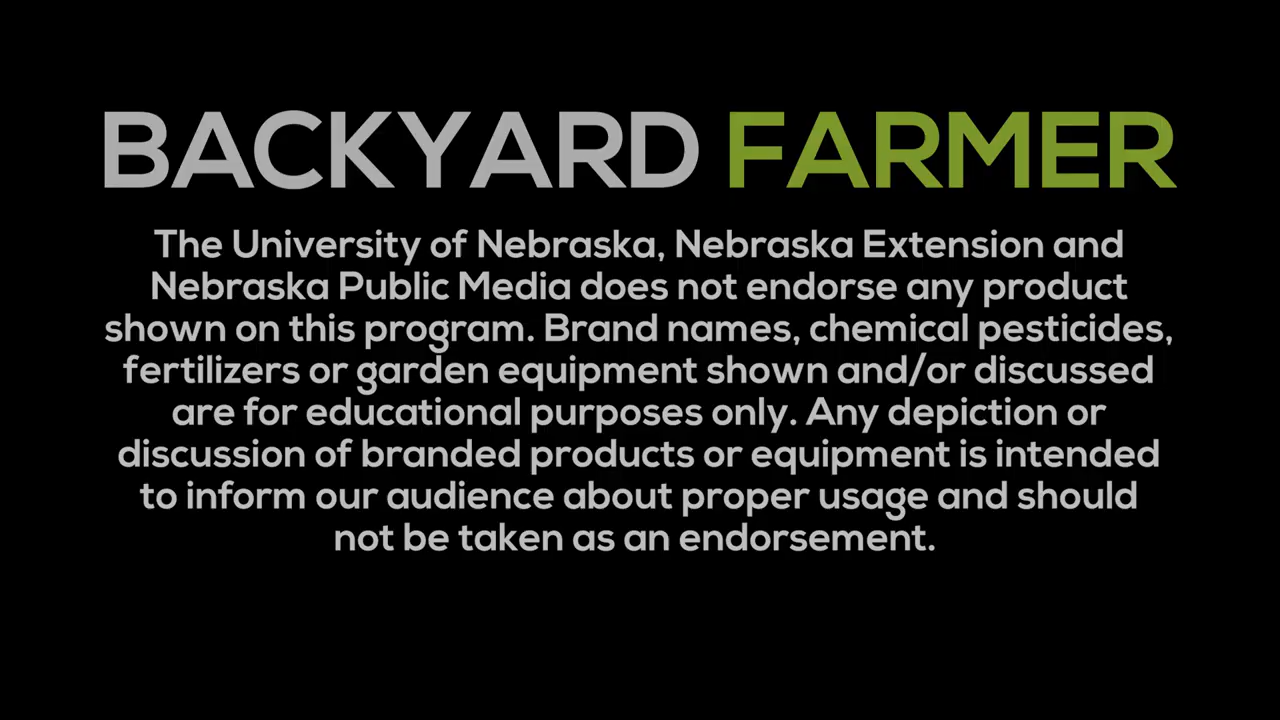 BACKYARD FARMER
The University of Nebraska, Nebraska Extension and
Nebraska Public Media does not endorse any product
shown on this program. Brand names, chemical pesticides,
fertilizers or garden equipment shown and/or discussed
are for educational purposes only. Any depiction or
discussion of branded products or equipment is intended
to inform our audience about proper usage and should
not be taken as an endorsement.